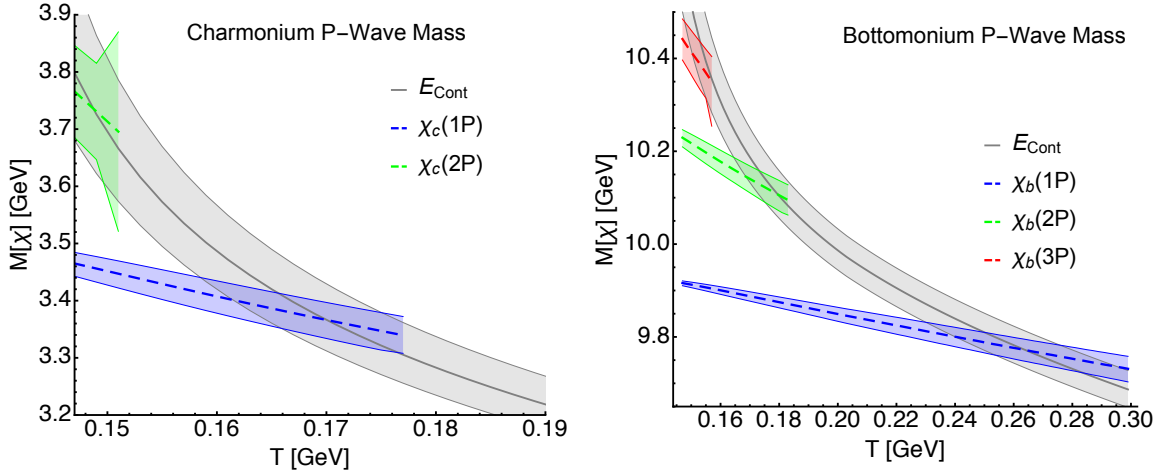 Charmonium P-Wave Mass
E_Cont
χ_c(1P)
χ_c(2P)
M[χ] [GeV]
3.9
3.8
3.7
3.6
3.5
3.4
3.3
3.2
0.15 0.16 0.17 0.18 0.19
T [GeV]
Bottomonium P-Wave Mass
E_Cont
χ_b(1P)
χ_b(2P)
χ_b(3P)
M[χ] [GeV]
10.4
10.2
10.0
9.8
0.16 0.18 0.20 0.22 0.24 0.26 0.28 0.30
T [GeV]